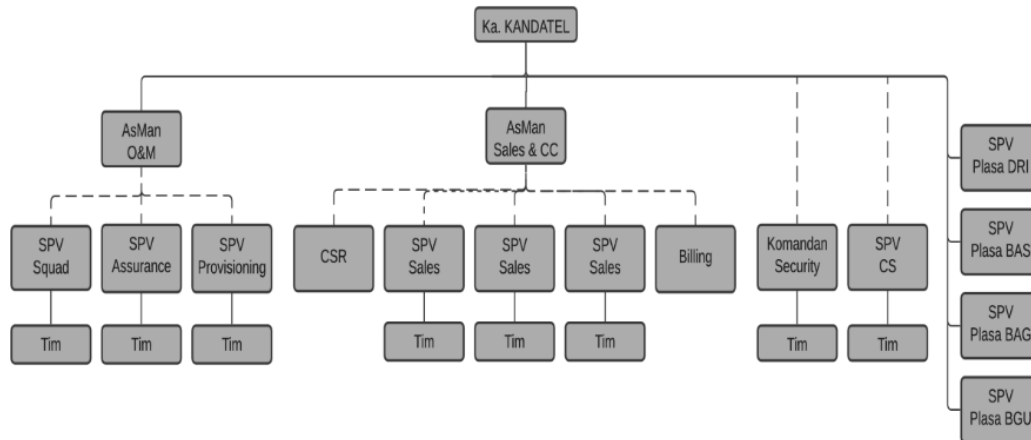 Ka. KANDATEL
AsMan
O&M
AsMan
Sales & CC
SPV
Plasa DRI
SPV
Plasa BAS
SPV
Plasa BAG
SPV
Plasa BGU
SPV
Squad
SPV
Assurance
SPV
Provisioning
CSR
SPV
Sales
SPV
Sales
SPV
Sales
Billing
Komandan
Security
SPV
CS
Tim
Tim
Tim
Tim
Tim
Tim
Tim
Tim